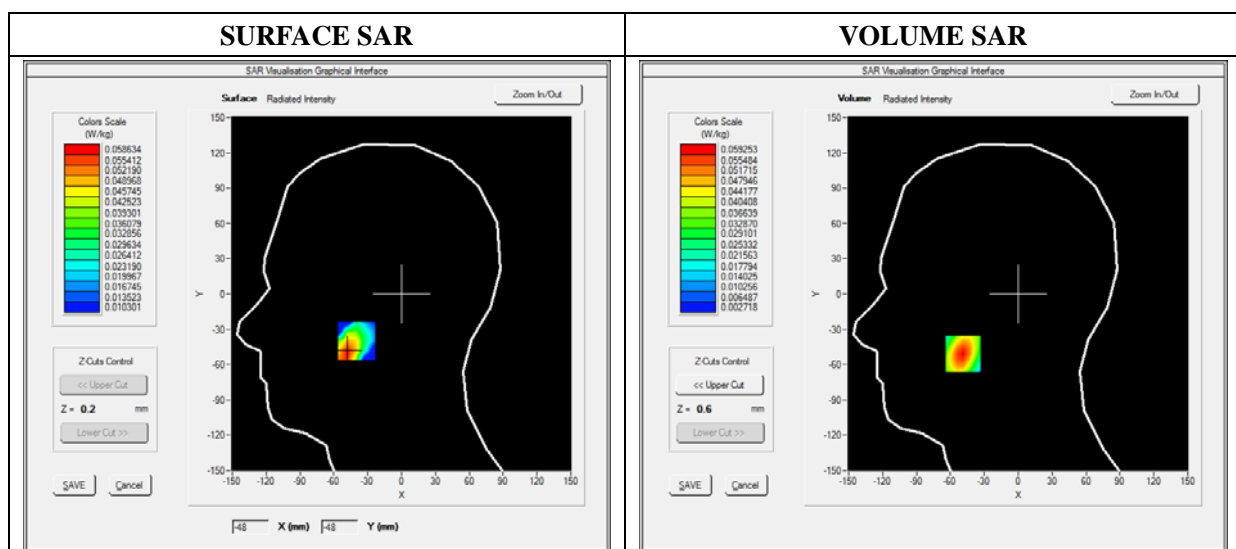 SURFACE SAR
VOLUME SAR
SAR Visualisation Graphical Interface
Surface Radiated Intensity
Zoom In/Out
Colors Scale
(W/kg)
0.058634
0.055412
0.052190
0.048968
0.045745
0.042523
0.039301
0.036079
0.032856
0.029634
0.026412
0.023190
0.019967
0.016745
0.013523
0.010301
150
120
90
60
30
0
-30
-60
-90
-120
-150
Y
-150 -120 -90 -60 -30 0 30 60 90 120 150
X
Z-Cuts Control
<< Upper Cut
Z = 0.2 mm
Lower Cut >>
SAVE Cancel
-48 X (mm) -48 Y (mm)
SAR Visualisation Graphical Interface
Volume Radiated Intensity
Zoom In/Out
Colors Scale
(W/kg)
0.059253
0.055484
0.051715
0.047946
0.044177
0.040408
0.036639
0.032870
0.029101
0.025332
0.021563
0.017794
0.014025
0.010256
0.006487
0.002718
150
120
90
60
30
0
-30
-60
-90
-120
-150
Y
-150 -120 -90 -60 -30 0 30 60 90 120 150
X
Z-Cuts Control
<< Upper Cut
Z = 0.6 mm
Lower Cut >>
SAVE Cancel